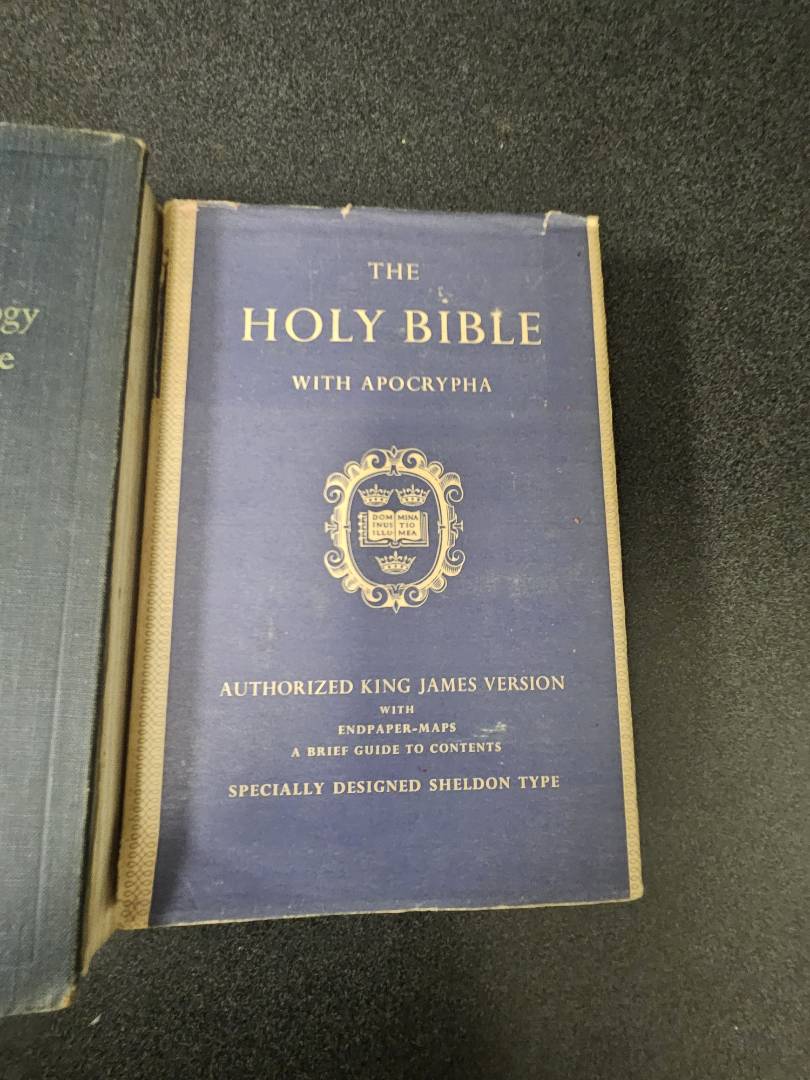 ogy
e
THE
HOLY BIBLE
WITH APOCRYPHA
DOM MINA
INUS TIO
ILLU MEA
AUTHORIZED KING JAMES VERSION
WITH
ENDPAPER-MAPS
A BRIEF GUIDE TO CONTENTS
SPECIALLY DESIGNED SHELDON TYPE